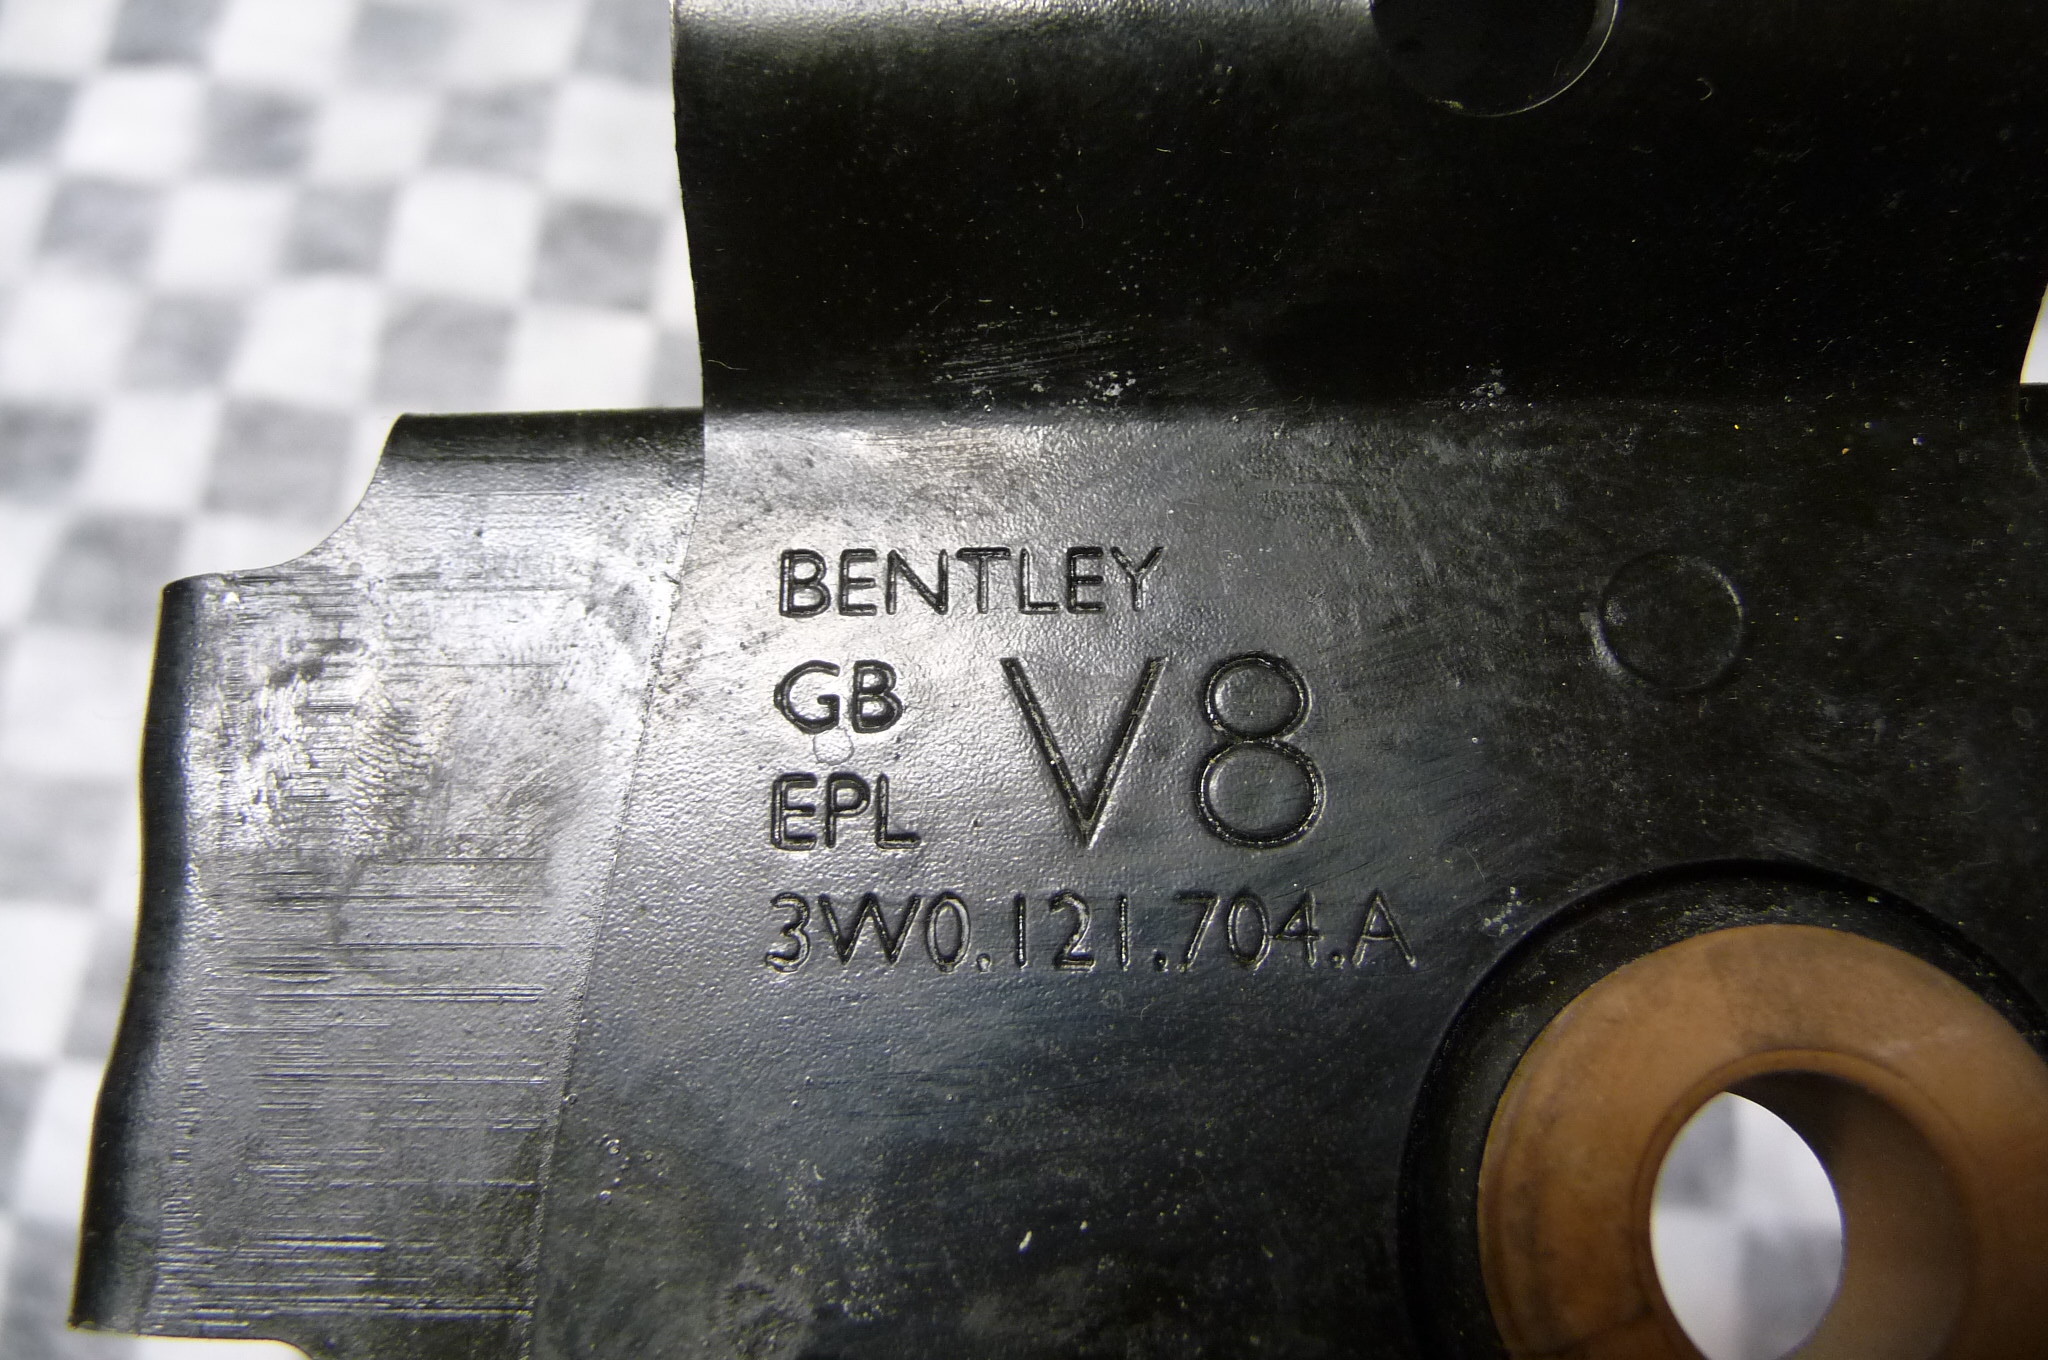 BENTLEY
GB V8
EPL
3W0.121.704.A